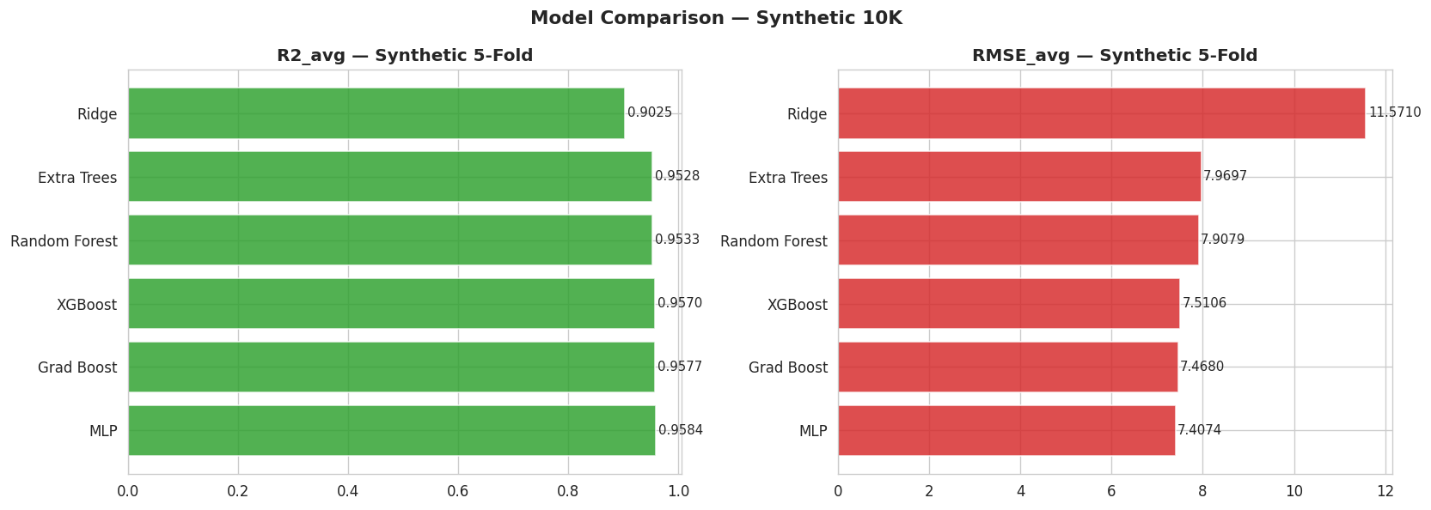 Model Comparison — Synthetic 10K
R2_avg — Synthetic 5-Fold
Ridge 0.9025
Extra Trees 0.9528
Random Forest 0.9533
XGBoost 0.9570
Grad Boost 0.9577
MLP 0.9584
0.0 0.2 0.4 0.6 0.8 1.0
RMSE_avg — Synthetic 5-Fold
Ridge 11.5710
Extra Trees 7.9697
Random Forest 7.9079
XGBoost 7.5106
Grad Boost 7.4680
MLP 7.4074
0 2 4 6 8 10 12